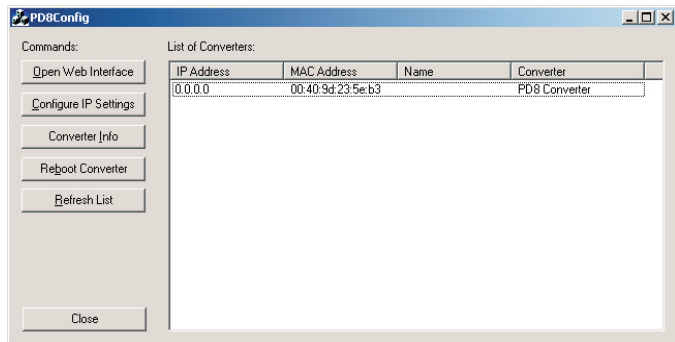 PD8Config
Commands:
List of Converters:
Open Web Interface
IP Address MAC Address Name Converter
0.0.0.0 00:40:9d:23:5e:b3 PD8 Converter
Configure IP Settings
Converter Info
Reboot Converter
Refresh List
Close